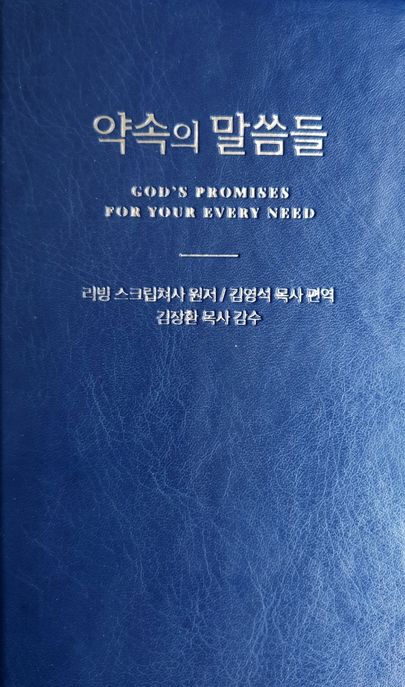 약속의 말씀들
GOD'S PROMISES
FOR YOUR EVERY NEED
리빙 스크립쳐사 원저 / 김영석 목사 편역
김장환 목사 감수